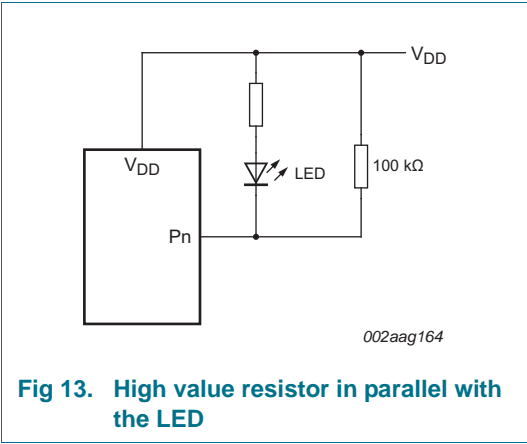 VDD
VDD
LED
100 kΩ
Pn
002aag164
Fig 13. High value resistor in parallel with
the LED